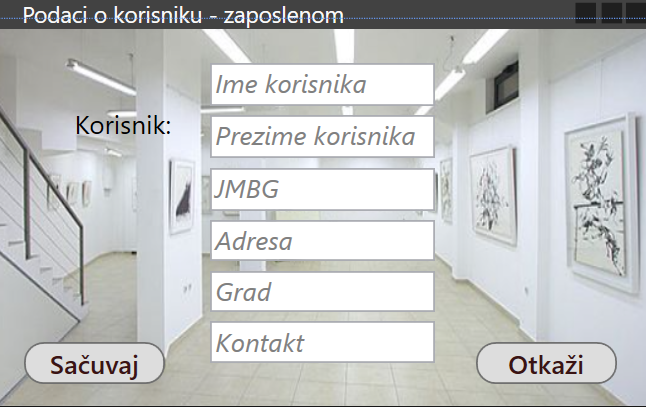 Podaci o korisniku - zaposlenom
Ime korisnika
Korisnik:
Prezime korisnika
JMBG
Adresa
Grad
Kontakt
Sačuvaj
Otkaži